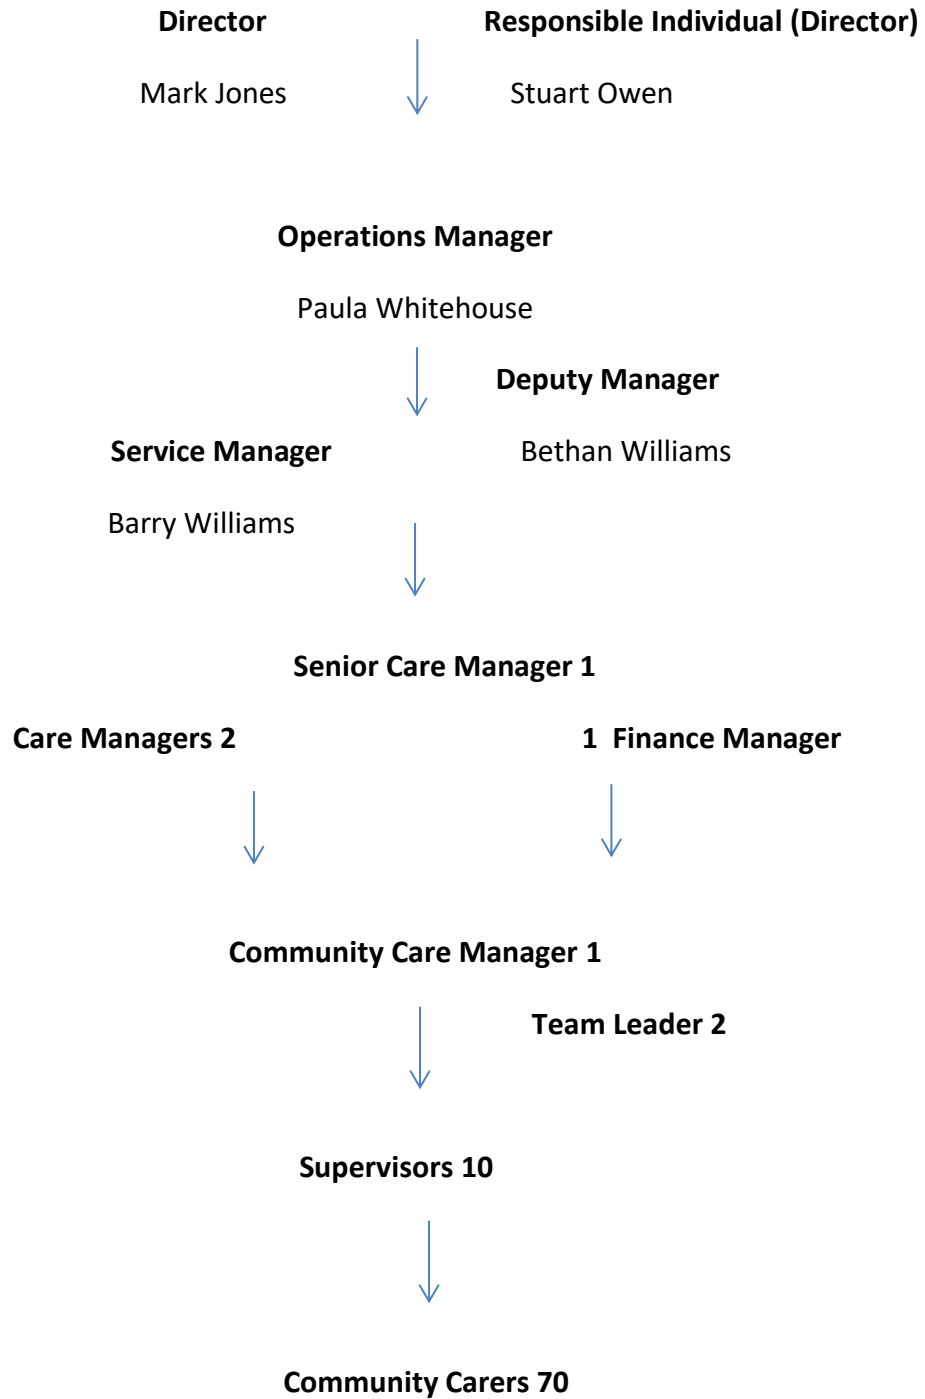 Director Responsible Individual (Director)
Mark Jones Stuart Owen
Operations Manager
Paula Whitehouse
Deputy Manager
Service Manager Bethan Williams
Barry Williams
Senior Care Manager 1
Care Managers 2 1 Finance Manager
Community Care Manager 1
Team Leader 2
Supervisors 10
Community Carers 70